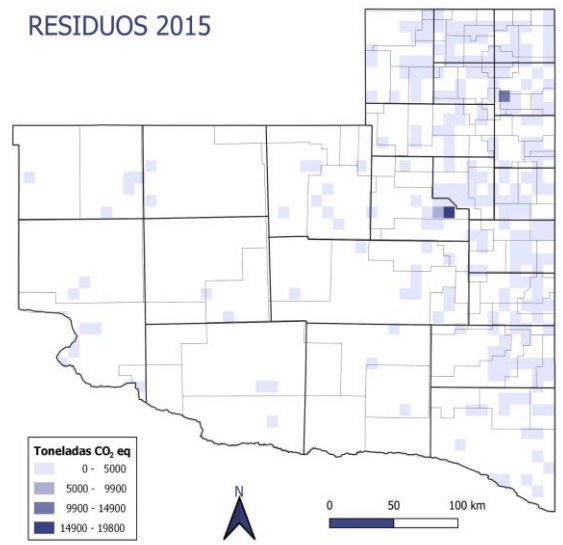 RESIDUOS 2015
Toneladas CO₂ eq
0 - 5000
5000 - 9900
9900 - 14900
14900 - 19800
N
0 50 100 km